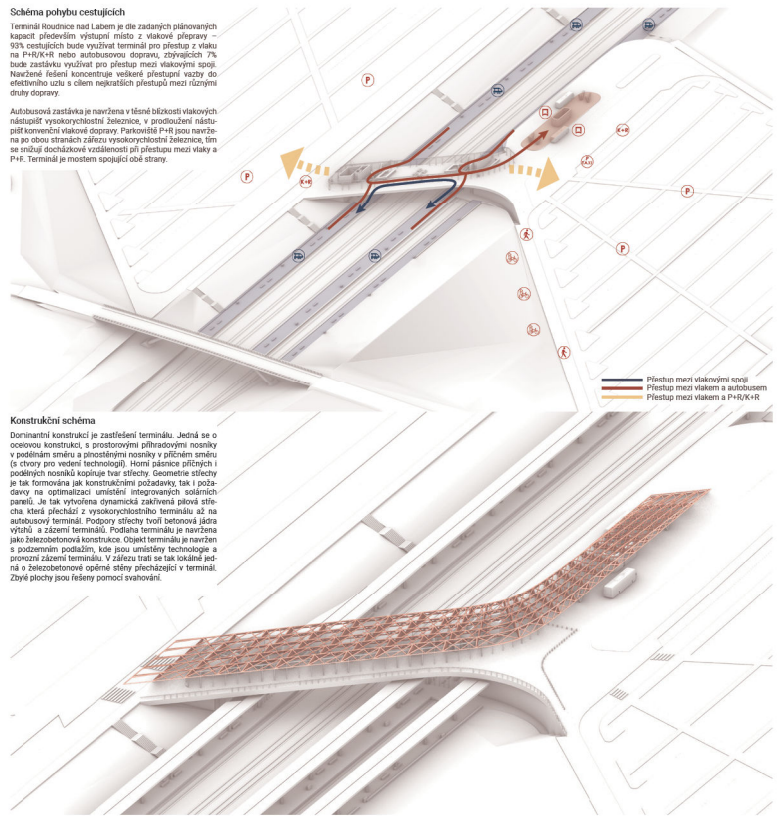 Schéma pohybu cestujících
Terminál Roudnice nad Labem je dle zadaných plánovaných
kapacit především výstupní místo z vlakové přepravy –
93% cestujících bude využívat terminál pro přestup z vlaku
na P+R/K+R nebo autobusovou dopravu, zbývajících 7%
bude zastávku využívat pro přestup mezi vlakovými spoji.
Navržené řešení koncentruje veškeré přestupní vazby do
efektivního uzlu s cílem nejkratších přestupů mezi různými
druhy dopravy.
Autobusová zastávka je navržena v těsné blízkosti vlakových
nástupišť vysokorychlostní železnice, v prodloužení nástu-
pišť konvenční vlakové dopravy. Parkoviště P+R jsou navrže-
na po obou stranách zářezu vysokorychlostní železnice, tím
se snižují docházkové vzdálenosti při přestupu mezi vlaky a
P+R. Terminál je mostem spojující obě strany.
P
K+R
P
K+R
TAXI
P
P
Přestup mezi vlakovými spoji
Přestup mezi vlakem a autobusem
Přestup mezi vlakem a P+R/K+R
Konstrukční schéma
Dominantní konstrukcí je zastřešení terminálu. Jedná se o
ocelovou konstrukci, s prostorovými příhradovými nosníky
v podélném směru a plnostěnými nosníky v příčném směru
(s otvory pro vedení technologií). Horní pásnice příčných i
podélných nosníků kopíruje tvar střechy. Geometrie střechy
je tak formována jak konstrukčními požadavky, tak i poža-
davky na optimalizaci umístění integrovaných solárních
panelů. Je tak vytvořena dynamická zakřivená pilová stře-
cha, která přechází z vysokorychlostního terminálu až na
autobusový terminál. Podpory střechy tvoří betonová jádra
výtahů a zázemí terminálů. Podlaha terminálu je navržena
jako železobetonová konstrukce. Objekt terminálu je navržen
s podzemním podlažím, kde jsou umístěny technologie a
provozní zázemí terminálu. V zářezu trati se tak lokálně jed-
ná o železobetonové opěrné stěny přecházející v terminál.
Zbylé plochy jsou řešeny pomocí svahování.